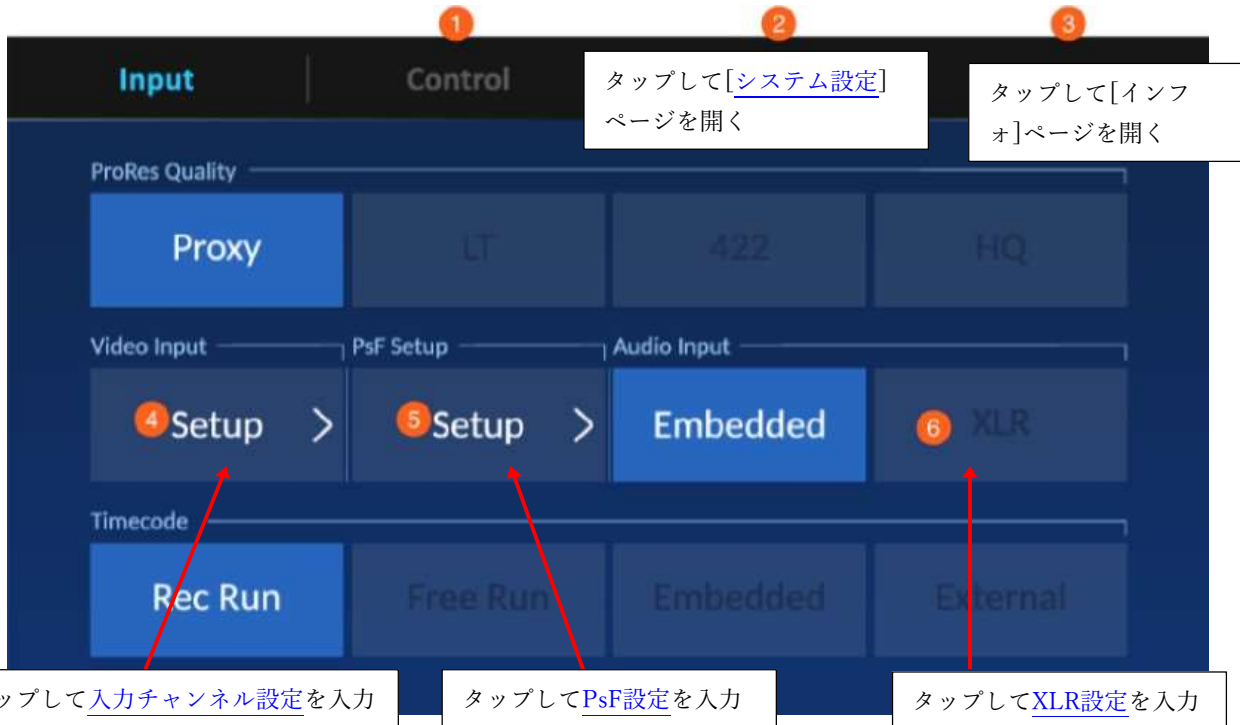 1 2 3
Input Control
タップして[システム設定]
ページを開く
タップして[インフ
ォ]ページを開く
ProRes Quality
Proxy LT 422 HQ
Video Input PsF Setup Audio Input
4 Setup > 5 Setup > Embedded 6 XLR
Timecode
Rec Run Free Run Embedded External
ップして入力チャンネル設定を入力
タップしてPsF設定を入力
タップしてXLR設定を入力